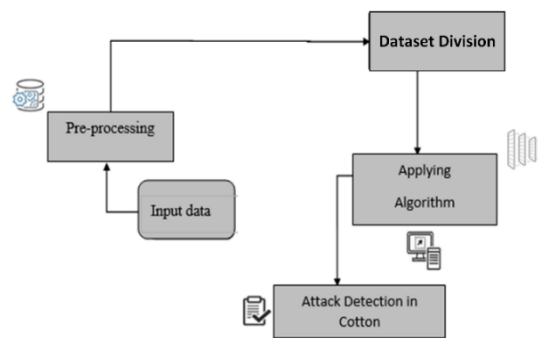 Dataset Division
Pre-processing
Input data
Applying
Algorithm
Attack Detection in
Cotton